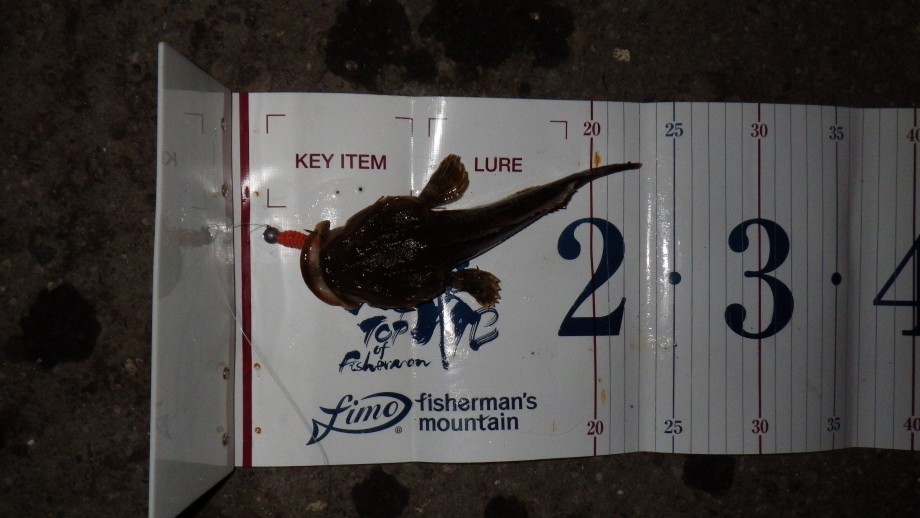 KEY ITEM LURE
20 25 30 35 40
2 · 3 · 4
Top
of
fisherman
fimo® fisherman's
mountain
20 25 30 35 40